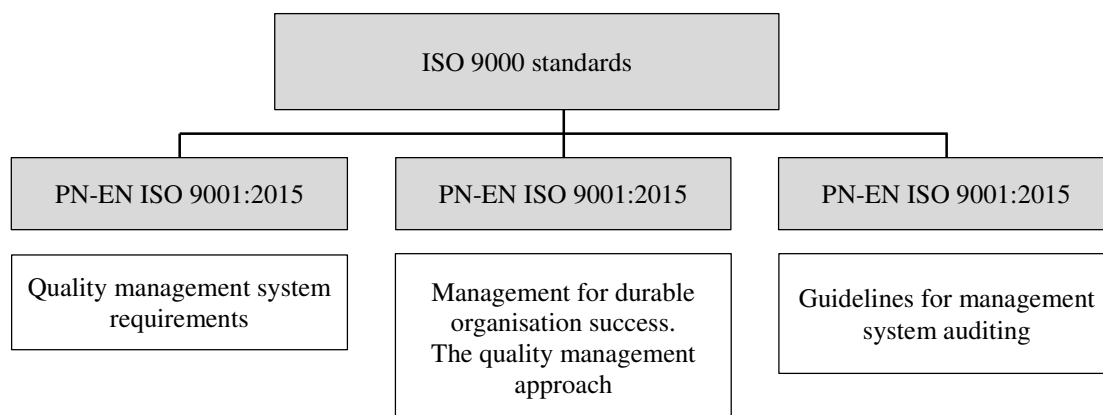 ISO 9000 standards
PN-EN ISO 9001:2015
PN-EN ISO 9001:2015
PN-EN ISO 9001:2015
Quality management system
requirements
Management for durable
organisation success.
The quality management
approach
Guidelines for management
system auditing